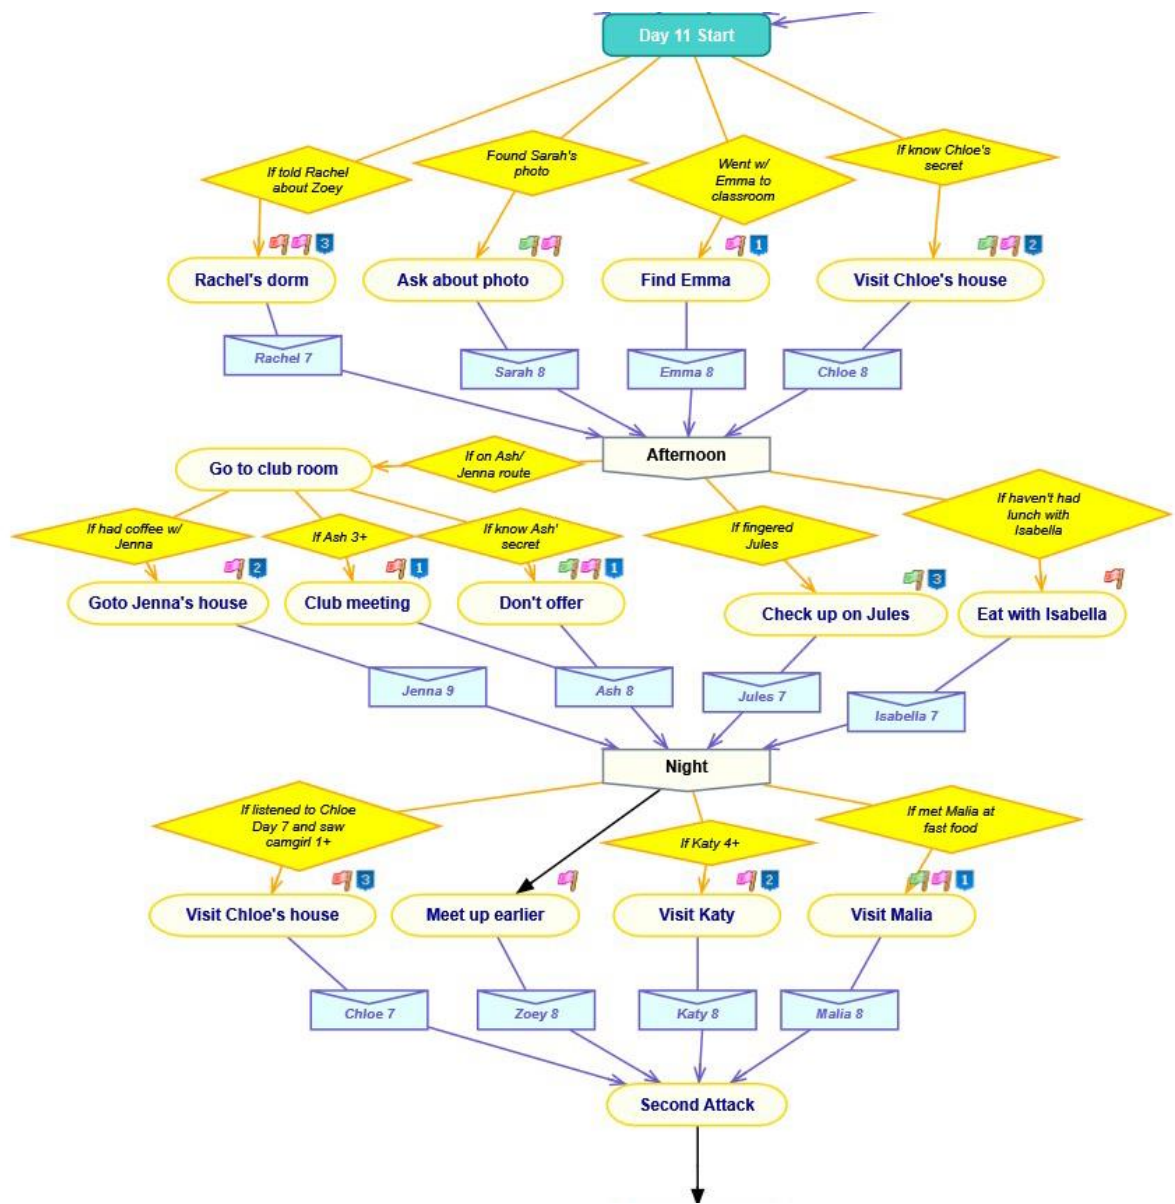 Day 11 Start
If told Rachel
about Zoey
Found Sarah's
photo
Went w/
Emma to
classroom
If know Chloe's
secret
3
1
2
Rachel's dorm
Ask about photo
Find Emma
Visit Chloe's house
Rachel 7
Sarah 8
Emma 8
Chloe 8
Afternoon
Go to club room
If on Ash/
Jenna route
If had coffee w/
Jenna
If Ash 3+
If know Ash'
secret
If fingered
Jules
If haven't had
lunch with
Isabella
2
1
1
3
Goto Jenna's house
Club meeting
Don't offer
Check up on Jules
Eat with Isabella
Jenna 9
Ash 8
Jules 7
Isabella 7
Night
If listened to Chloe
Day 7 and saw
camgirl 1+
If Katy 4+
If met Malia at
fast food
3
2
1
Visit Chloe's house
Meet up earlier
Visit Katy
Visit Malia
Chloe 7
Zoey 8
Katy 8
Malia 8
Second Attack